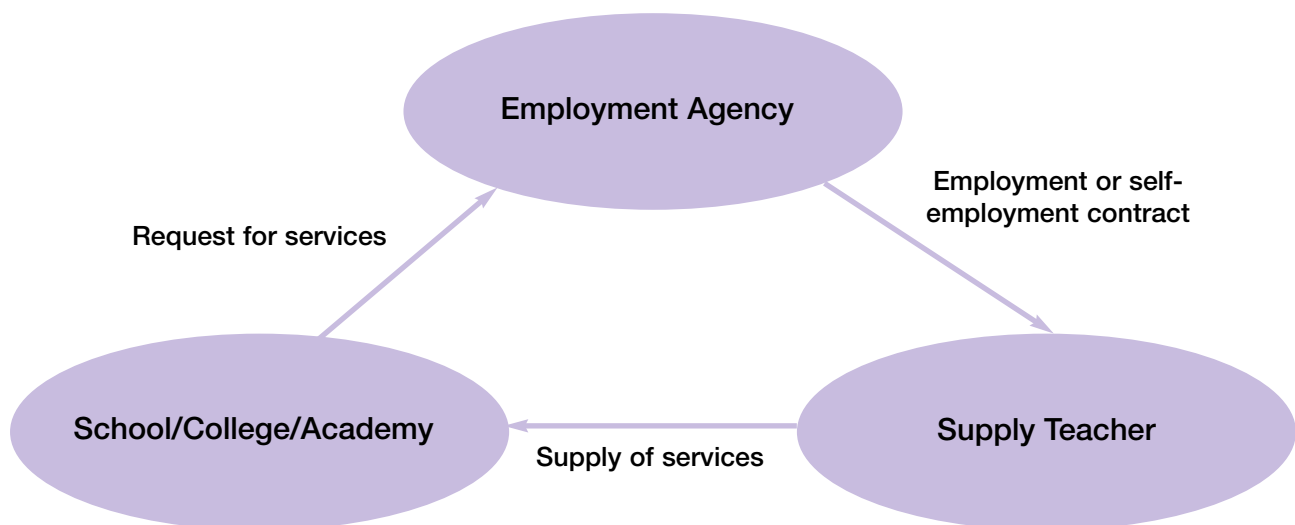 Employment Agency
Employment or self-
employment contract
Request for services
School/College/Academy
Supply Teacher
Supply of services